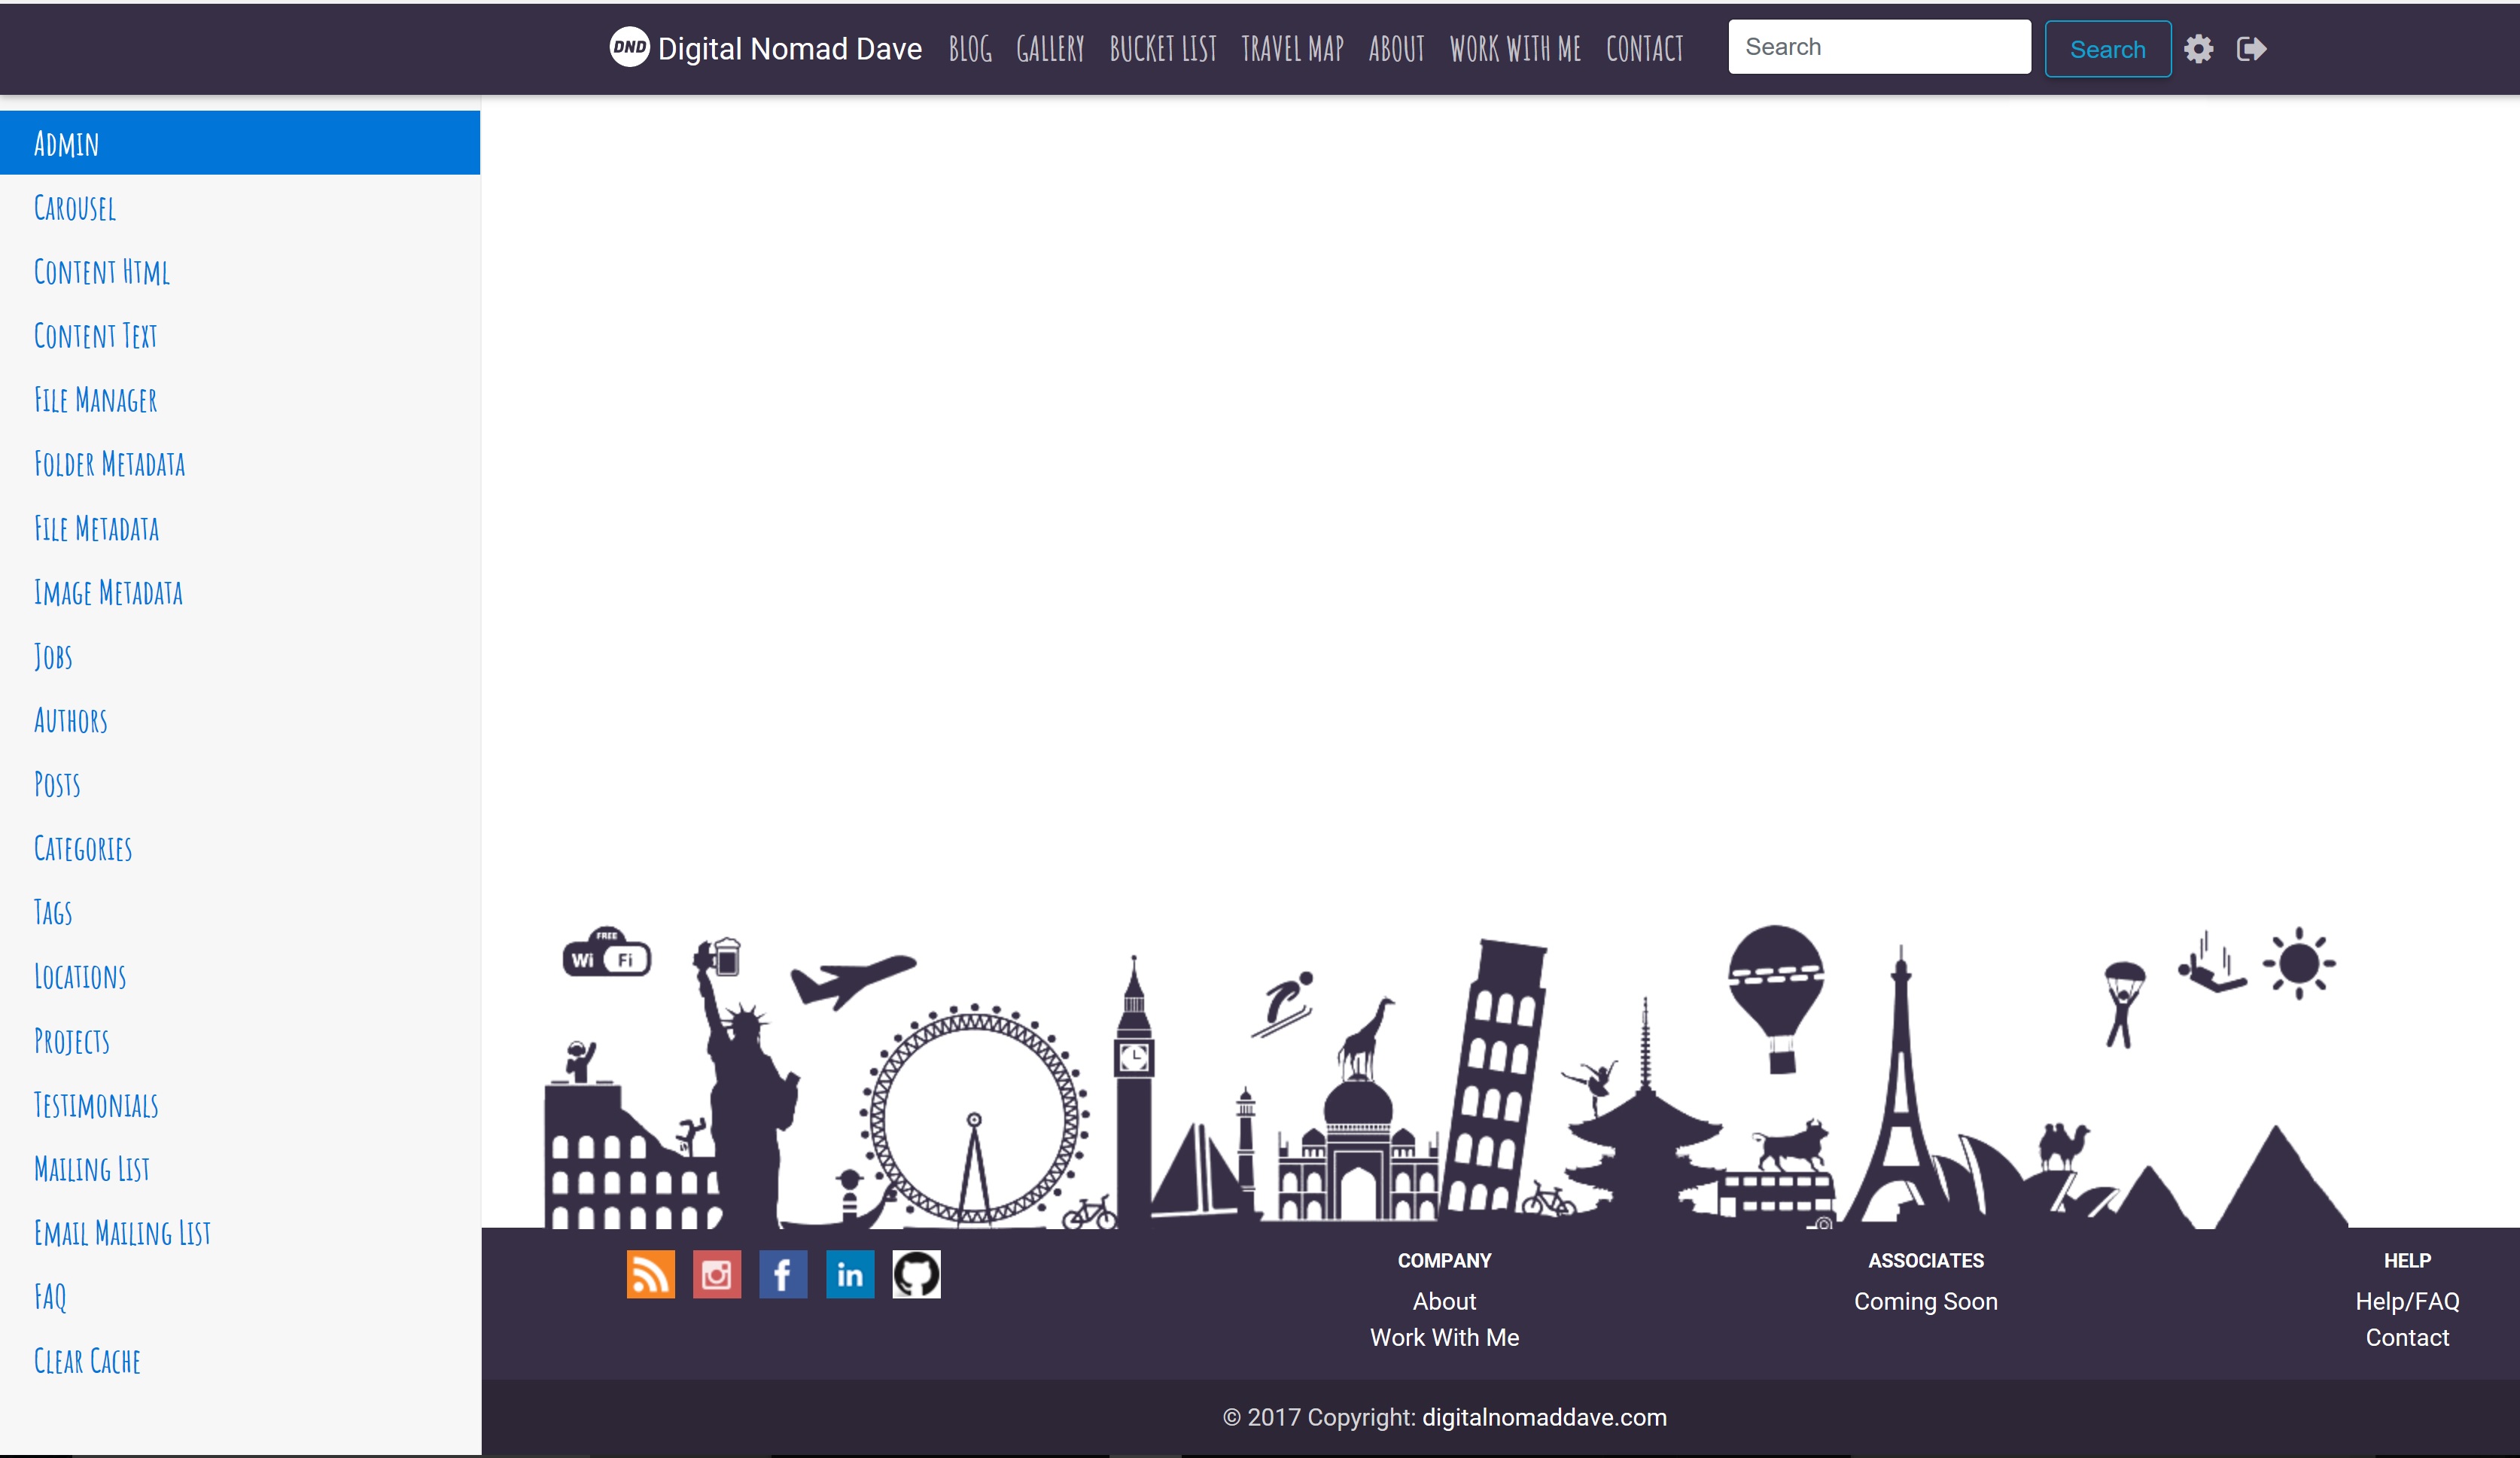 DND Digital Nomad Dave BLOG GALLERY BUCKET LIST TRAVEL MAP ABOUT WORK WITH ME CONTACT Search Search
Admin
Carousel
Content Html
Content Text
File Manager
Folder Metadata
File Metadata
Image Metadata
Jobs
Authors
Posts
Categories
Tags
Locations
Projects
Testimonials
Mailing List
Email Mailing List
FAQ
Clear Cache
FREE
Wi Fi
COMPANY
About
Work With Me
ASSOCIATES
Coming Soon
HELP
Help/FAQ
Contact
© 2017 Copyright: digitalnomaddave.com